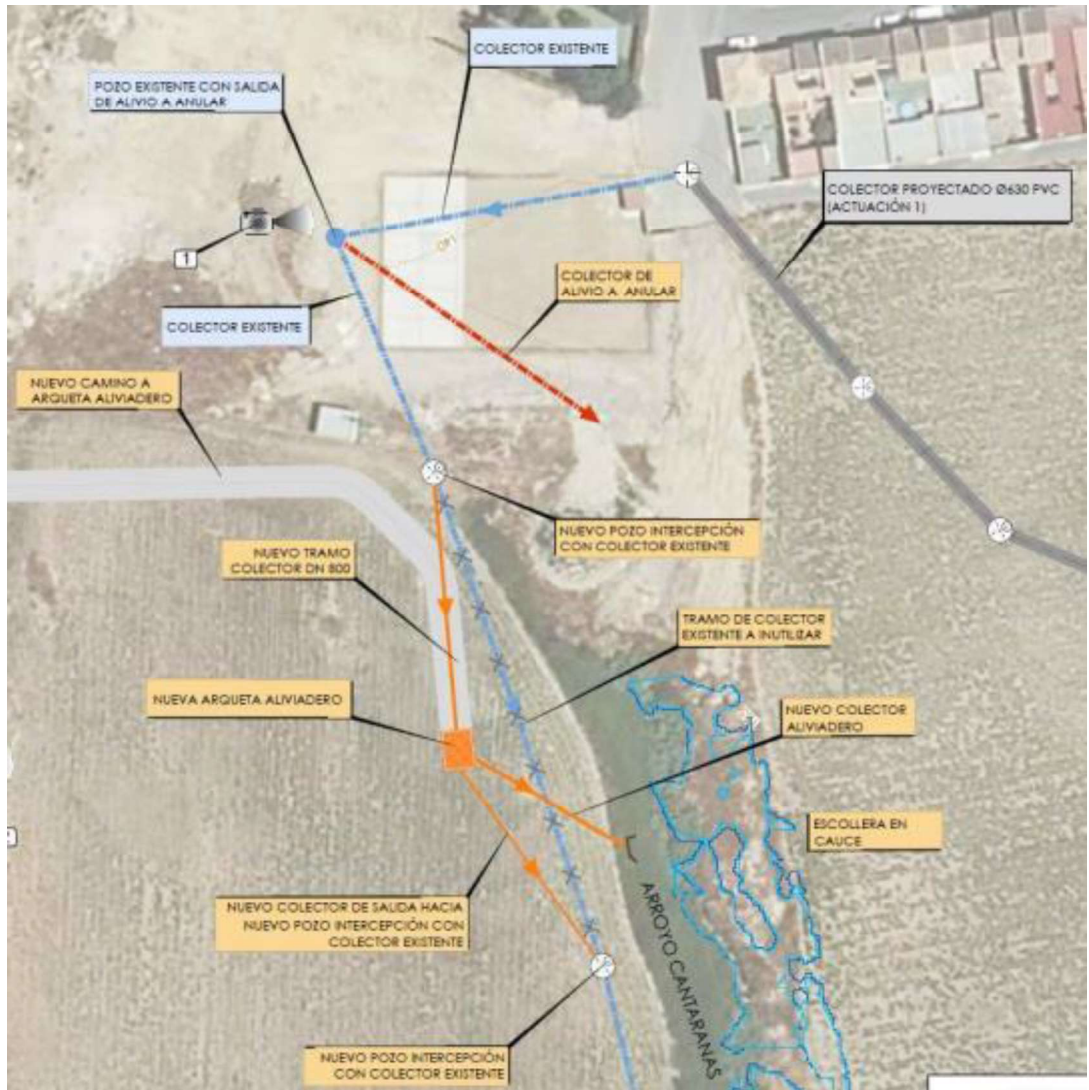 COLECTOR EXISTENTE
POZO EXISTENTE CON SALIDA
DE ALIVIO A ANULAR
COLECTOR PROYECTADO Ø630 PVC
(ACTUACIÓN 1)
1
COLECTOR DE
ALIVIO A ANULAR
COLECTOR EXISTENTE
NUEVO CAMINO A
ARQUETA ALIVIADERO
NUEVO POZO INTERCEPCIÓN
CON COLECTOR EXISTENTE
NUEVO TRAMO
COLECTOR DN 800
TRAMO DE COLECTOR
EXISTENTE A INUTILIZAR
NUEVA ARQUETA ALIVIADERO
NUEVO COLECTOR
ALIVIADERO
ESCOLLERA EN
CAUCE
NUEVO COLECTOR DE SALIDA HACIA
NUEVO POZO INTERCEPCIÓN CON
COLECTOR EXISTENTE
ARROYO CANTARANAS
NUEVO POZO INTERCEPCIÓN
CON COLECTOR EXISTENTE